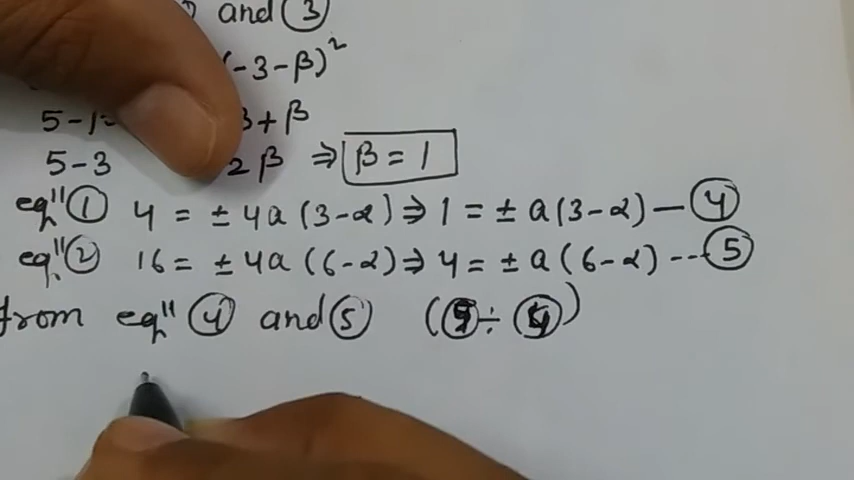 and ③
(-3-β)²
5-β 3+β
5-3 2β ⇒ β = 1
eqⁿ ① 4 = ± 4a (3-α) ⇒ 1 = ± a (3-α) — ④
eqⁿ ② 16 = ± 4a (6-α) ⇒ 4 = ± a (6-α) --- ⑤
from eqⁿ ④ and ⑤ (⑤ ÷ ④)